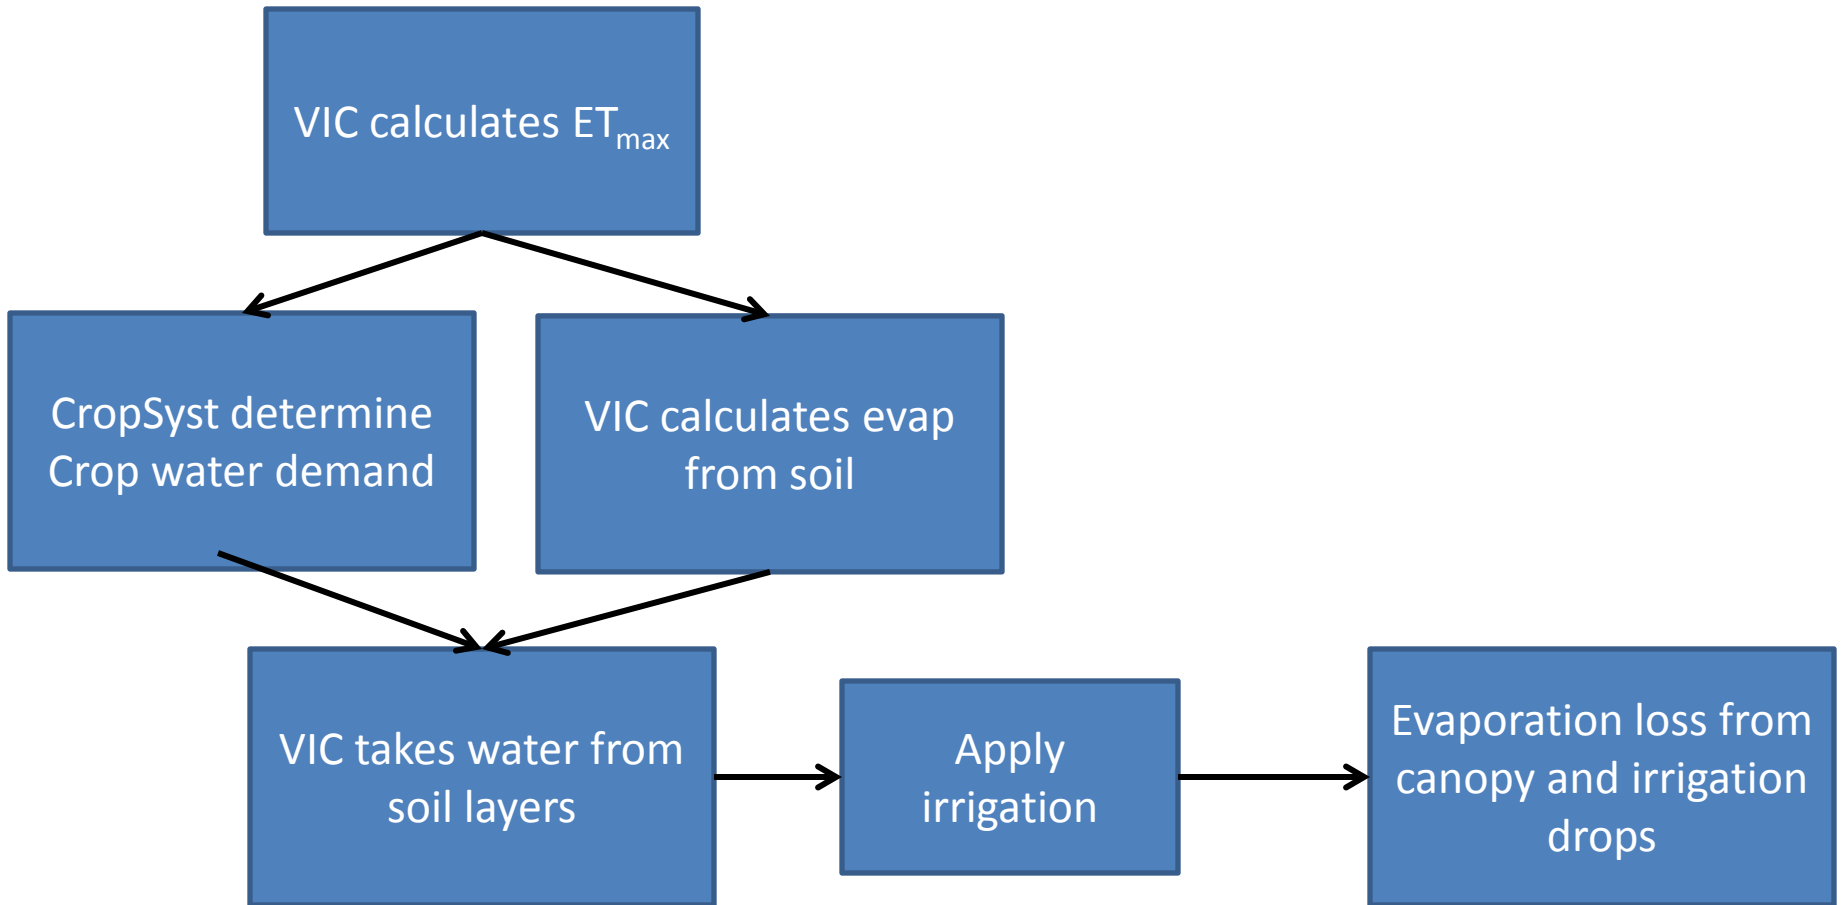 VIC calculates ETmax
CropSyst determine
Crop water demand
VIC calculates evap
from soil
VIC takes water from
soil layers
Apply
irrigation
Evaporation loss from
canopy and irrigation
drops